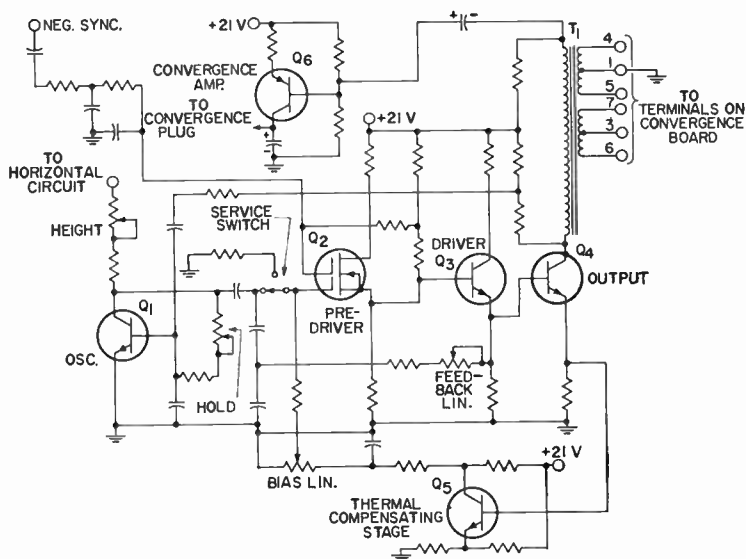 NEG. SYNC.
+21 V
Q6
CONVERGENCE
AMP.
TO
CONVERGENCE
PLUG
+ -
T1
4
1
5
7
3
6
TO
TERMINALS ON
CONVERGENCE
BOARD
+21 V
+
-
TO
HORIZONTAL
CIRCUIT
HEIGHT
SERVICE
SWITCH
Q2
PRE-
DRIVER
DRIVER
Q3
Q4
OUTPUT
Q1
OSC.
HOLD
FEED-
BACK
LIN.
BIAS LIN.
+21 V
Q5
THERMAL
COMPENSATING
STAGE